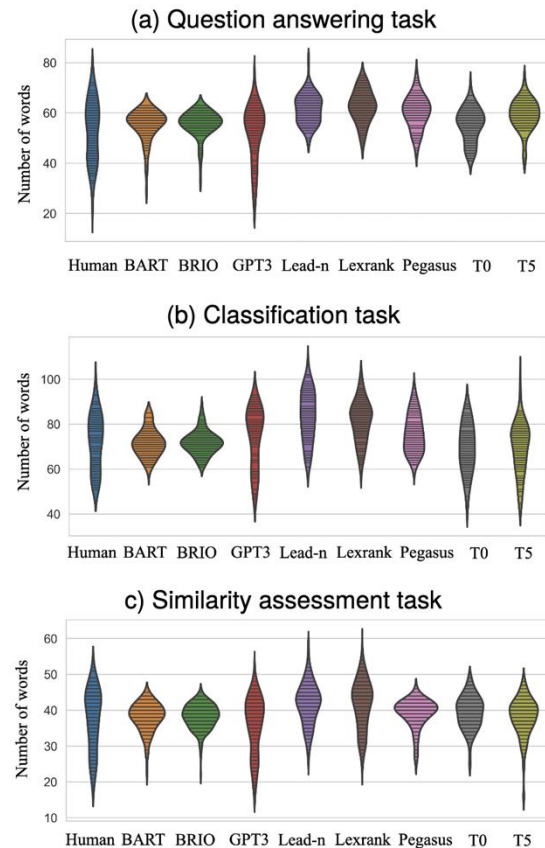 (a) Question answering task
Number of words
80
60
40
20
Human BART BRIO GPT3 Lead-n Lexrank Pegasus T0 T5
(b) Classification task
Number of words
100
80
60
40
Human BART BRIO GPT3 Lead-n Lexrank Pegasus T0 T5
c) Similarity assessment task
Number of words
60
50
40
30
20
10
Human BART BRIO GPT3 Lead-n Lexrank Pegasus T0 T5